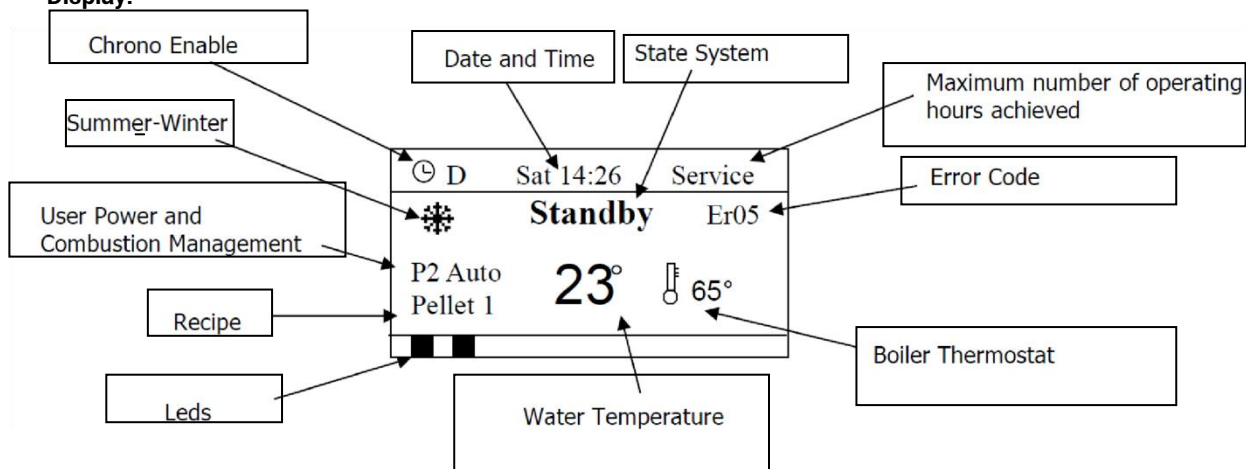 Display:
Chrono Enable
Date and Time
State System
Maximum number of operating
hours achieved
Summer-Winter
Error Code
User Power and
Combustion Management
Recipe
Leds
Water Temperature
Boiler Thermostat
D Sat 14:26 Service
Standby Er05
P2 Auto
Pellet 1
23° 65°